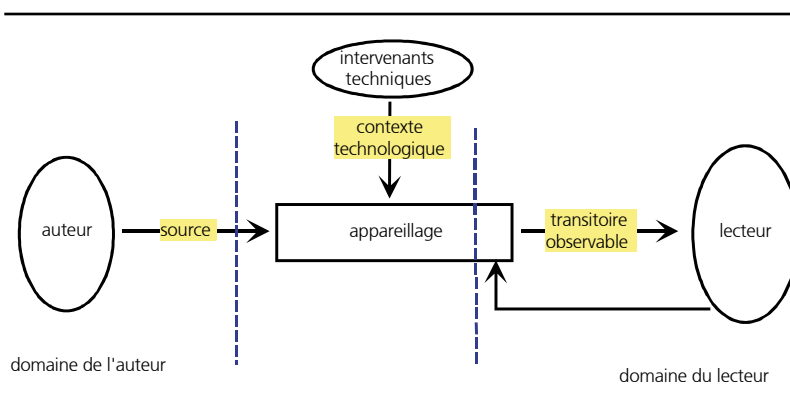 intervenants
techniques
contexte
technologique
auteur
source
appareillage
transitoire
observable
lecteur
domaine de l'auteur
domaine du lecteur